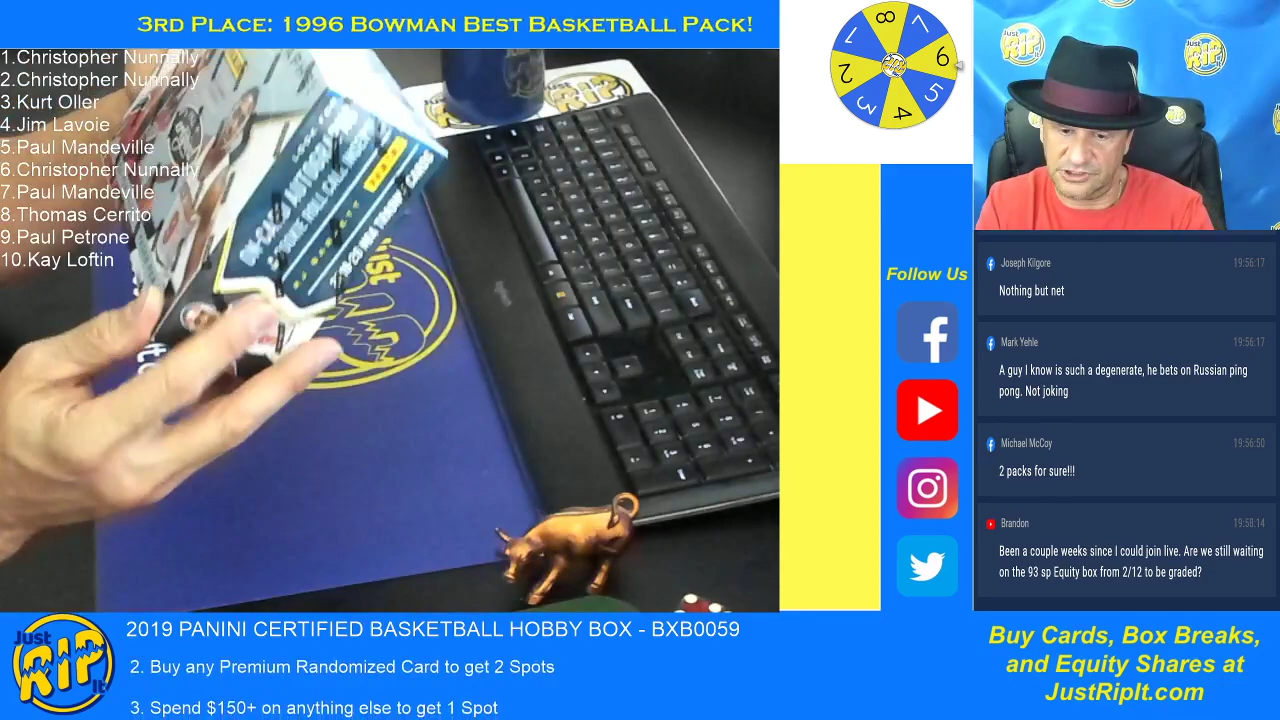 3RD PLACE: 1996 BOWMAN BEST BASKETBALL PACK!
1.Christopher Nunnally
2.Christopher Nunnally
3.Kurt Oller
4.Jim Lavoie
5.Paul Mandeville
6.Christopher Nunnally
7.Paul Mandeville
8.Thomas Cerrito
9.Paul Petrone
10.Kay Loftin
8
7
6
5
4
3
2
Just
RIP
Follow Us
Joseph Kilgore 19:56:17
Nothing but net
Mark Yehle 19:56:17
A guy I know is such a degenerate, he bets on Russian ping
pong. Not joking
Michael McCoy 19:56:50
2 packs for sure!!!
Brandon 19:58:14
Been a couple weeks since I could join live. Are we still waiting
on the 93 sp Equity box from 2/12 to be graded?
Just
RIP
It
2019 PANINI CERTIFIED BASKETBALL HOBBY BOX - BXB0059
2. Buy any Premium Randomized Card to get 2 Spots
3. Spend $150+ on anything else to get 1 Spot
Buy Cards, Box Breaks,
and Equity Shares at
JustRipIt.com